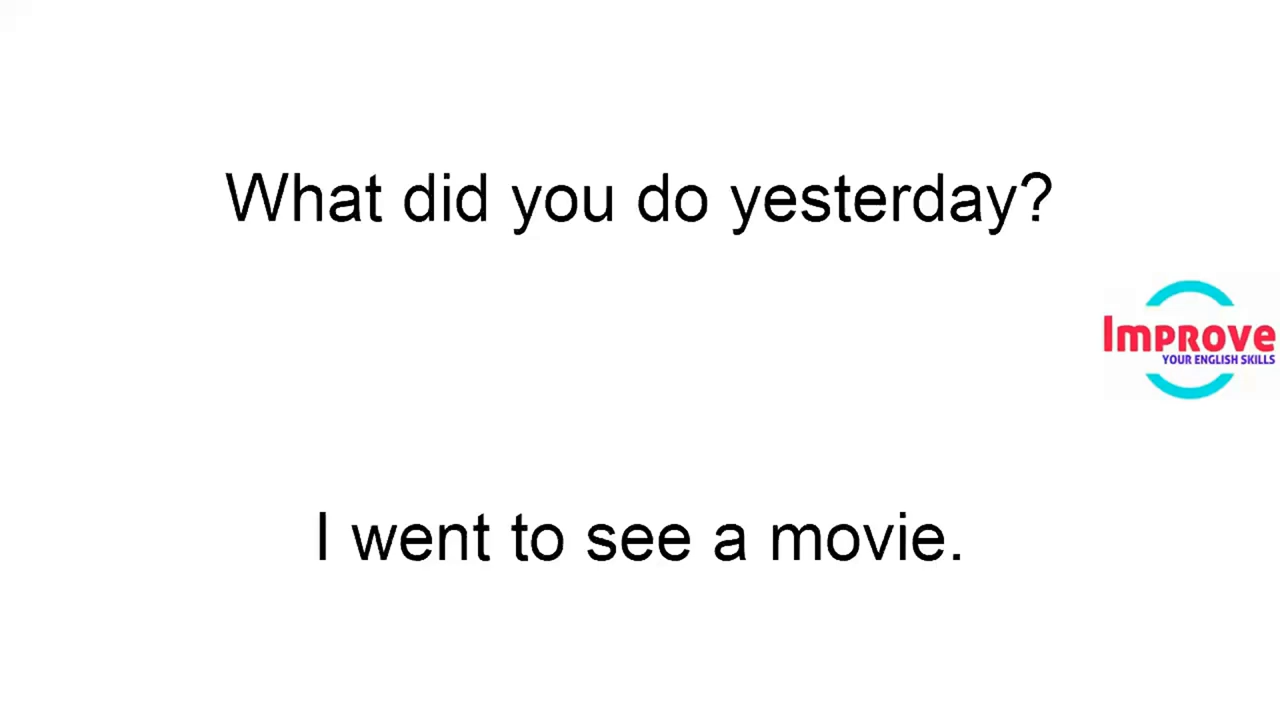 What did you do yesterday?
Improve
YOUR ENGLISH SKILLS
I went to see a movie.